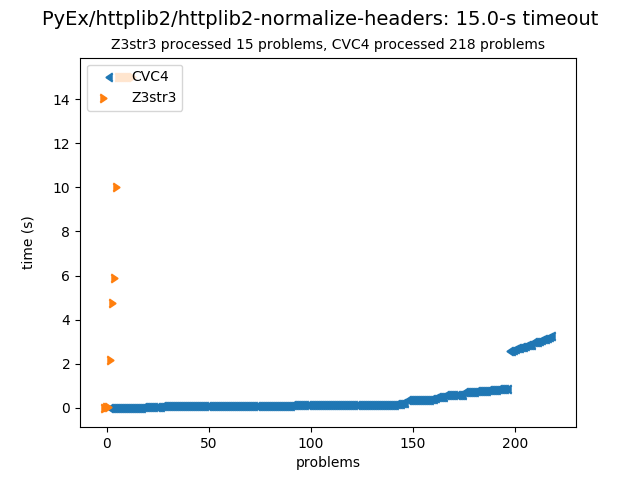 PyEx/httplib2/httplib2-normalize-headers: 15.0-s timeout
Z3str3 processed 15 problems, CVC4 processed 218 problems
CVC4
Z3str3
14
12
10
8
6
4
2
0
time (s)
0 50 100 150 200
problems